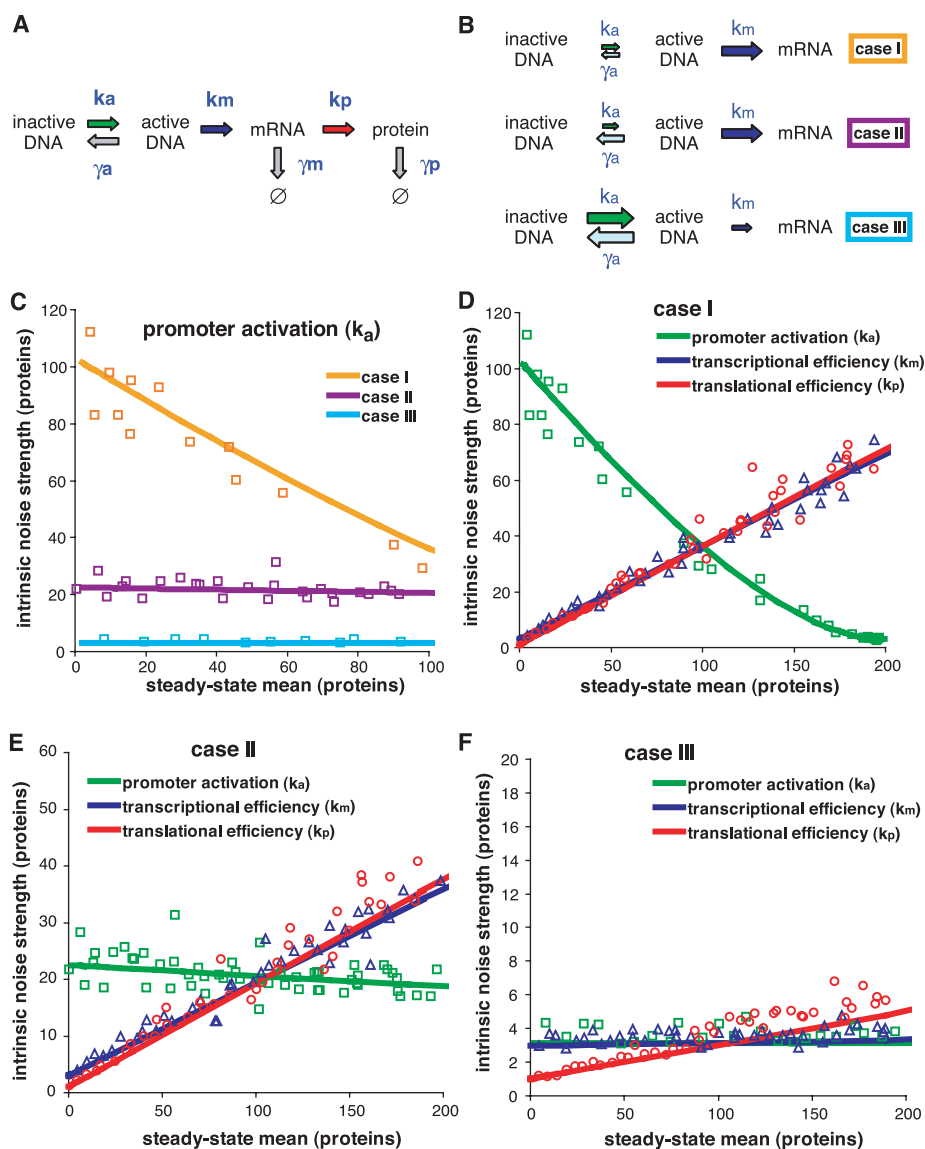 A
ka
km
kp
inactive DNA
active DNA
mRNA
protein
γa
γm
γp
∅
∅
B
inactive DNA
ka
γa
active DNA
km
mRNA
case I
inactive DNA
ka
γa
active DNA
km
mRNA
case II
inactive DNA
ka
γa
active DNA
km
mRNA
case III
C
promoter activation (ka)
case I
case II
case III
intrinsic noise strength (proteins)
120
100
80
60
40
20
0
0 20 40 60 80 100
steady-state mean (proteins)
D
case I
promoter activation (ka)
transcriptional efficiency (km)
translational efficiency (kp)
intrinsic noise strength (proteins)
120
100
80
60
40
20
0
0 50 100 150 200
steady-state mean (proteins)
E
case II
promoter activation (ka)
transcriptional efficiency (km)
translational efficiency (kp)
intrinsic noise strength (proteins)
60
50
40
30
20
10
0
0 50 100 150 200
steady-state mean (proteins)
F
case III
promoter activation (ka)
transcriptional efficiency (km)
translational efficiency (kp)
intrinsic noise strength (proteins)
20
18
16
14
12
10
8
6
4
2
0
0 50 100 150 200
steady-state mean (proteins)